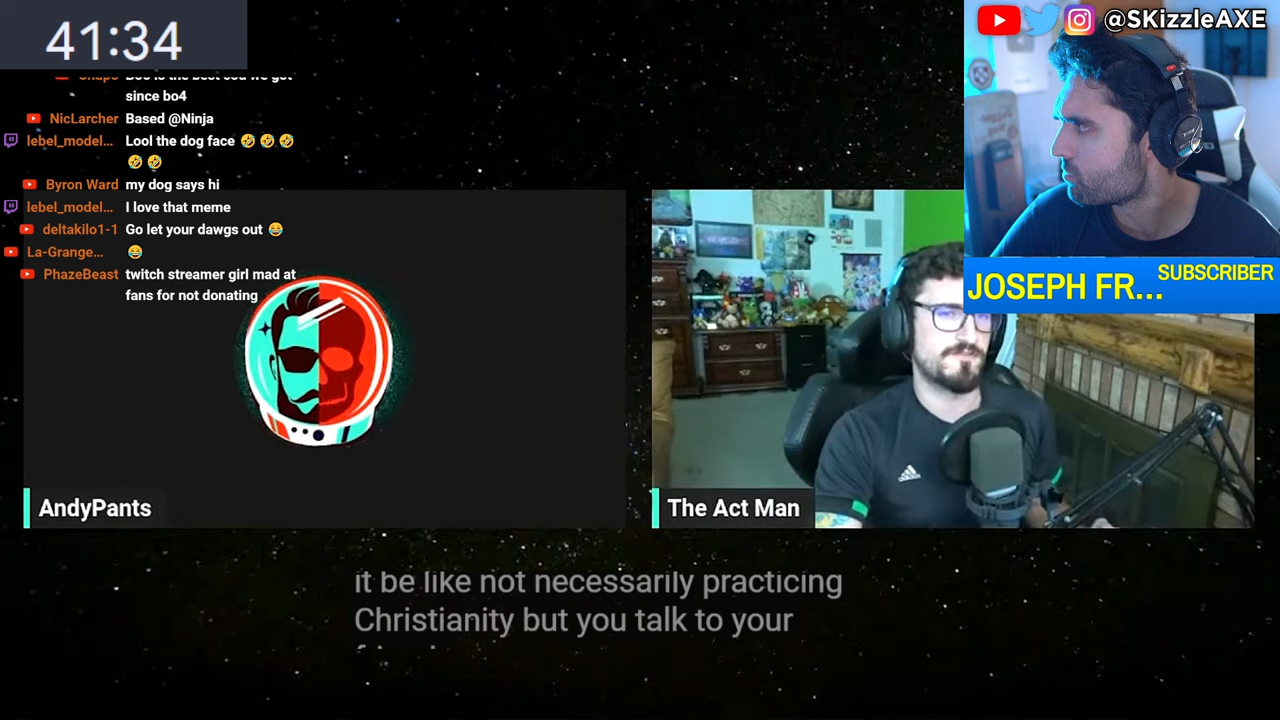 41:34
@SKizzleAXE
since bo4
NicLarcher Based @Ninja
lebel_model... Lool the dog face 🤣 🤣 🤣
🤣 🤣
Byron Ward my dog says hi
lebel_model... I love that meme
deltakilo1-1 Go let your dawgs out 😂
La-Grange... 😂
PhazeBeast twitch streamer girl mad at
fans for not donating
JOSEPH FR... SUBSCRIBER
AndyPants
The Act Man
it be like not necessarily practicing
Christianity but you talk to your